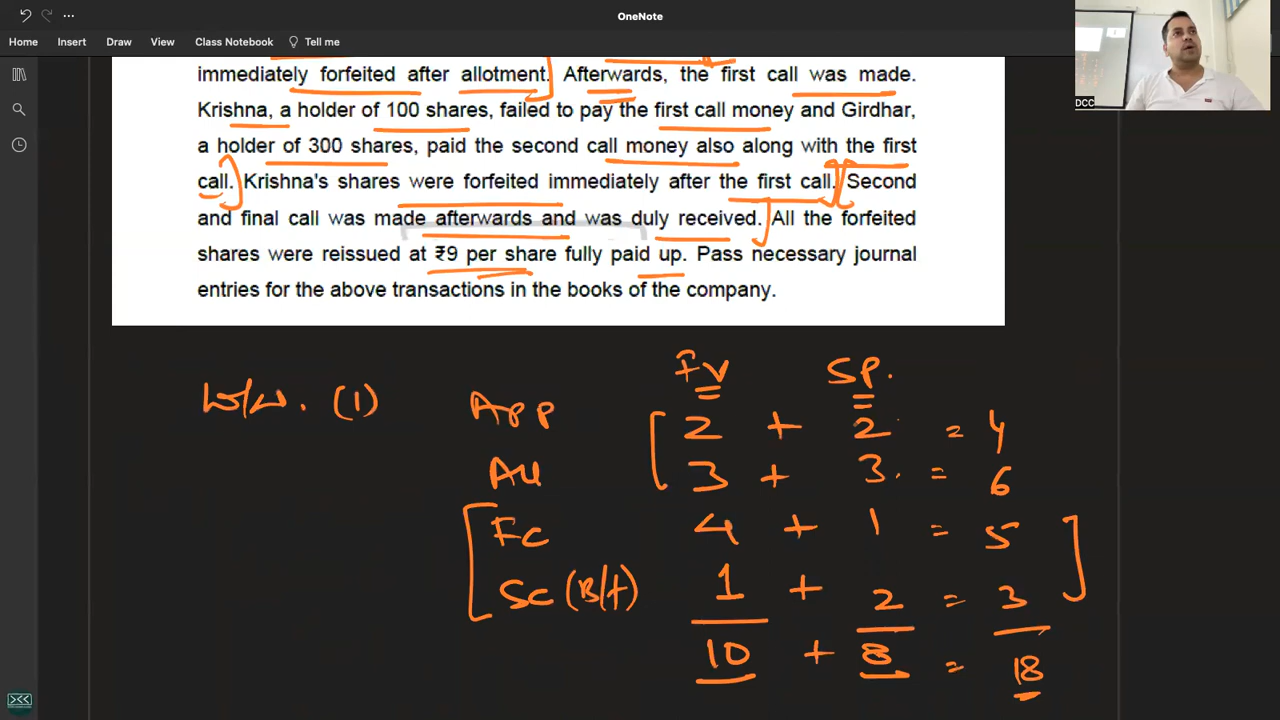 OneNote
Home Insert Draw View Class Notebook Tell me
immediately forfeited after allotment. Afterwards, the first call was made.
Krishna, a holder of 100 shares, failed to pay the first call money and Girdhar,
a holder of 300 shares, paid the second call money also along with the first
call. Krishna's shares were forfeited immediately after the first call. Second
and final call was made afterwards and was duly received. All the forfeited
shares were reissued at ₹9 per share fully paid up. Pass necessary journal
entries for the above transactions in the books of the company.
DCC
FV SP.
W/W. (1) APP 2 + 2 = 4
All 3 + 3. = 6
FC 4 + 1 = 5
SC (B/f) 1 + 2 = 3
10 + 8 = 18